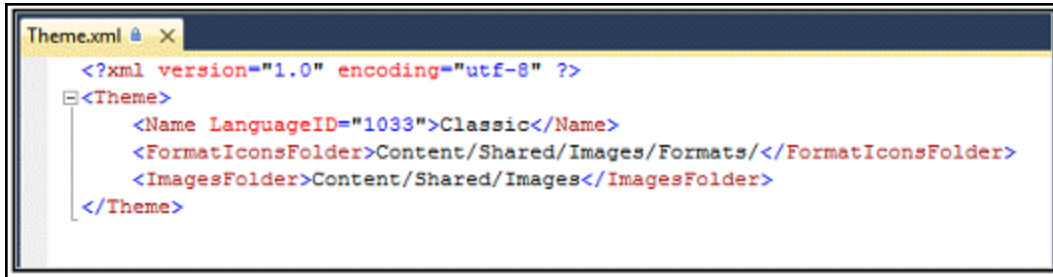 Theme.xml
<?xml version="1.0" encoding="utf-8" ?>
<Theme>
<Name LanguageID="1033">Classic</Name>
<FormatIconsFolder>Content/Shared/Images/Formats/</FormatIconsFolder>
<ImagesFolder>Content/Shared/Images</ImagesFolder>
</Theme>